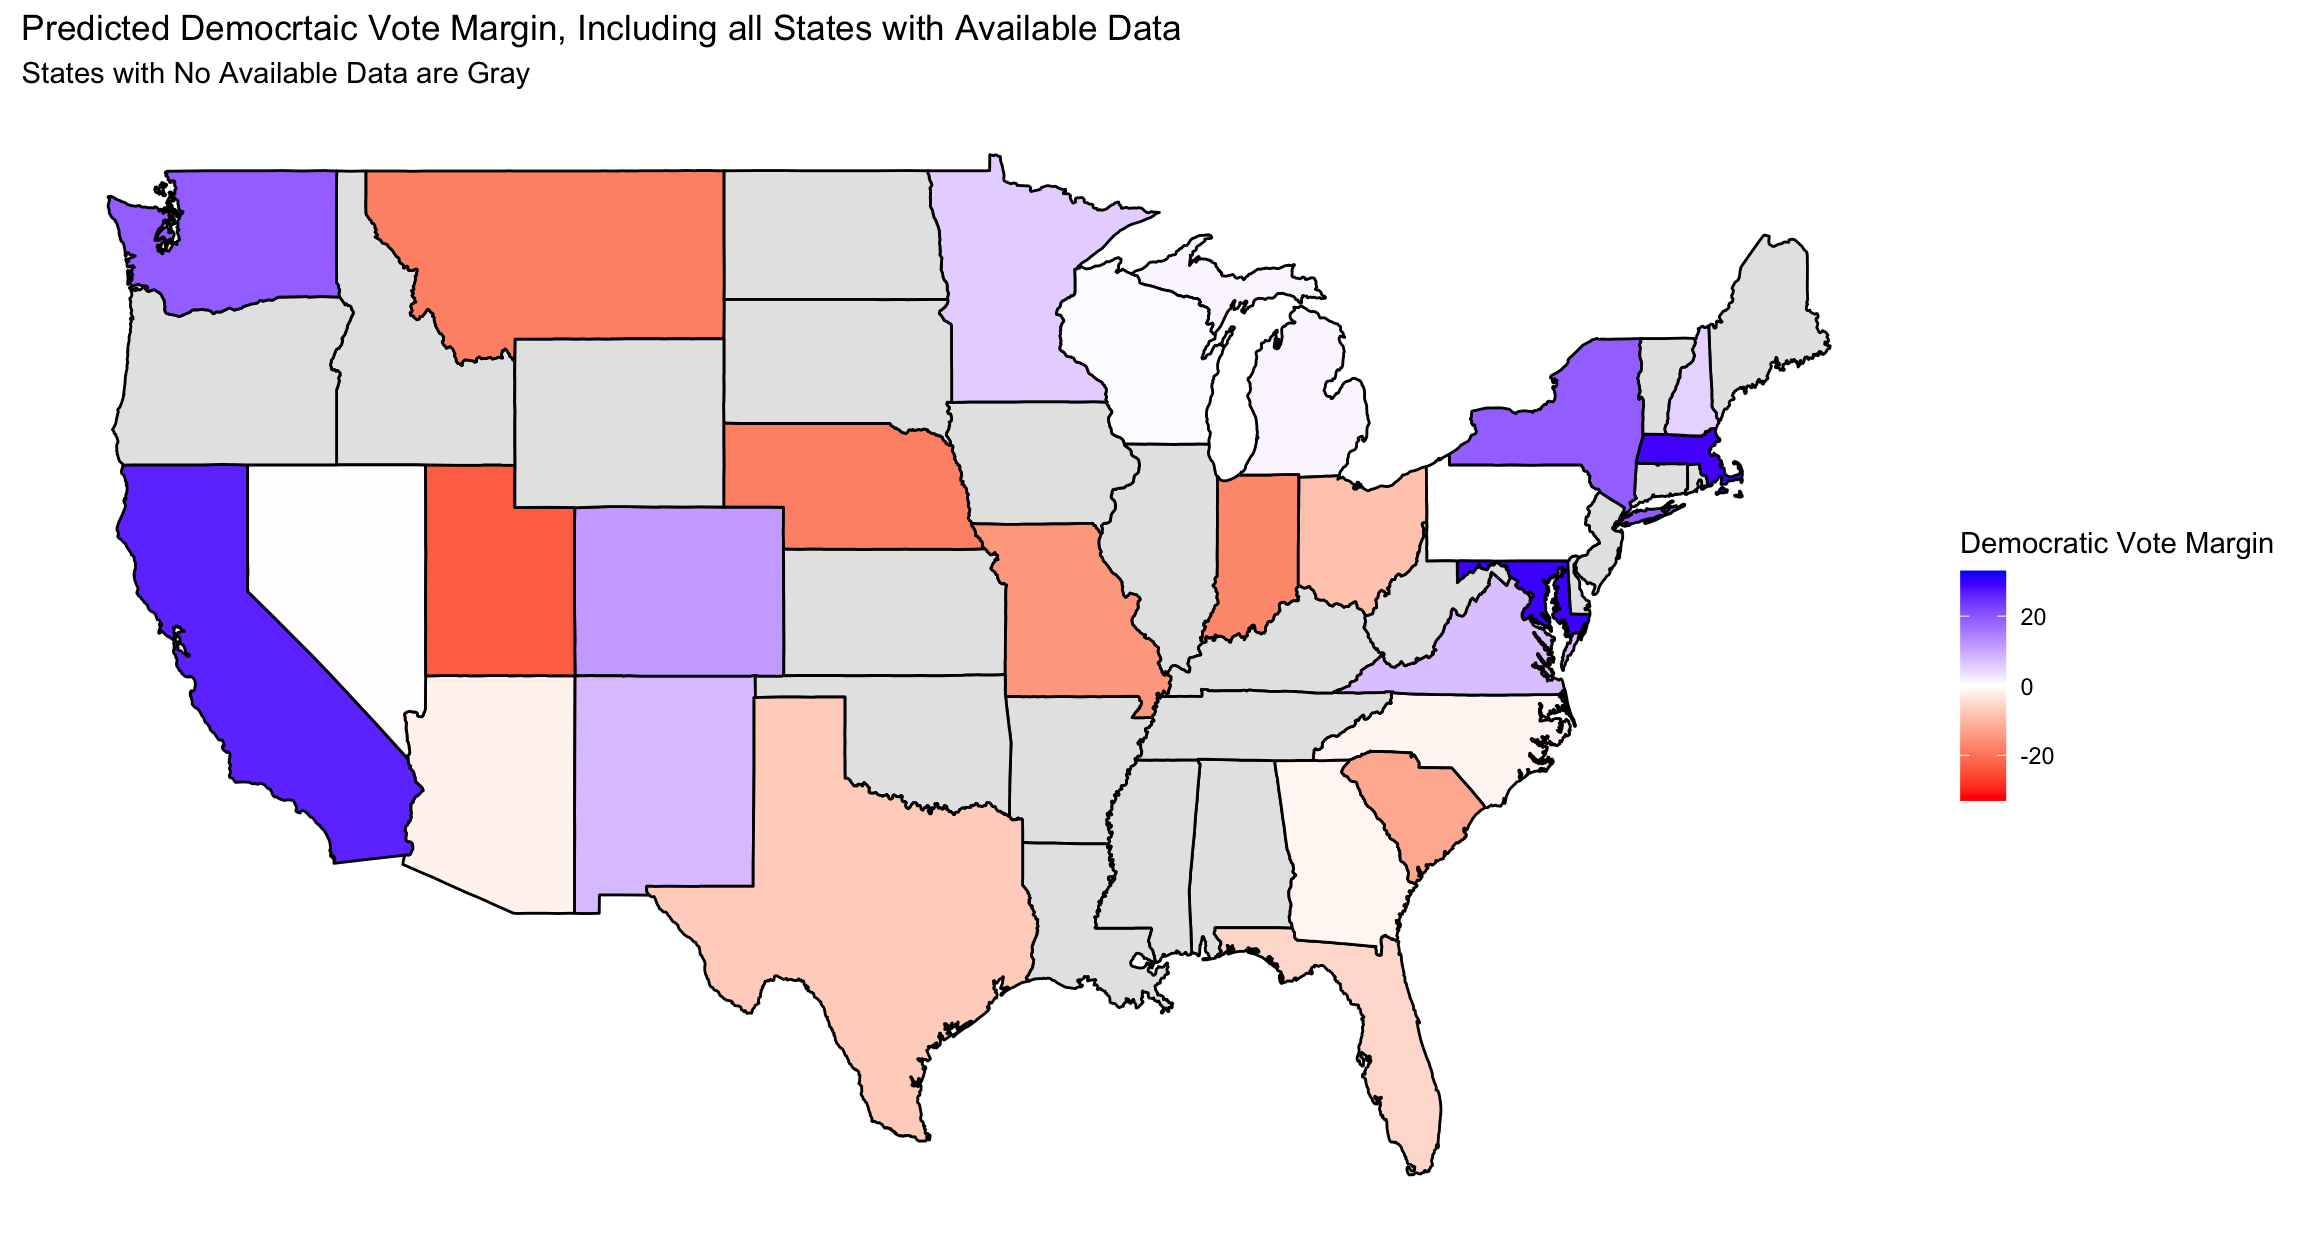 Predicted Democrtaic Vote Margin, Including all States with Available Data
States with No Available Data are Gray
Democratic Vote Margin
20
0
-20